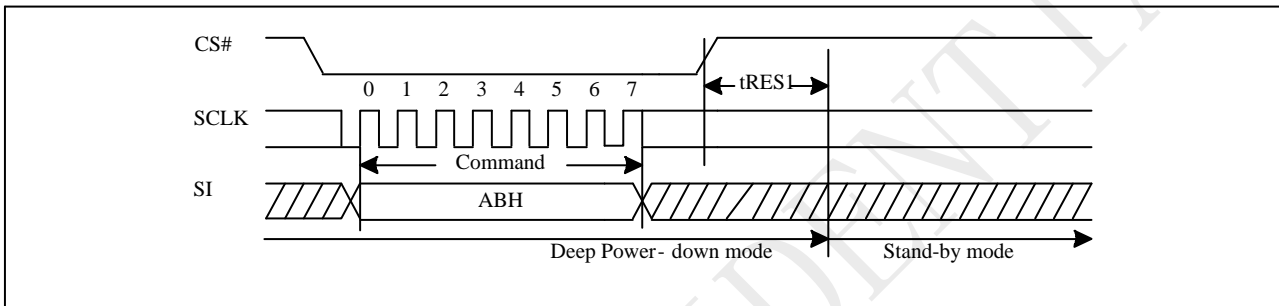 CS#
0 1 2 3 4 5 6 7
tRES1
SCLK
Command
SI
ABH
Deep Power- down mode
Stand-by mode